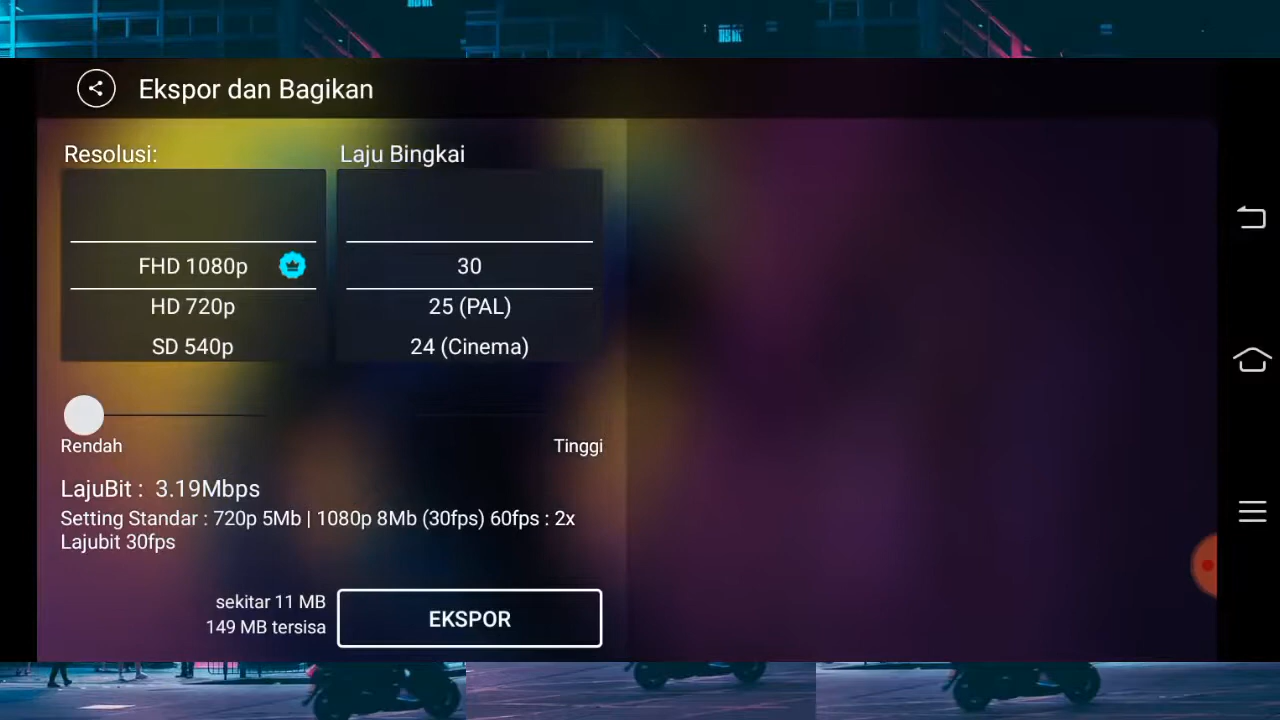 Ekspor dan Bagikan
Resolusi:
Laju Bingkai
FHD 1080p
30
HD 720p
25 (PAL)
SD 540p
24 (Cinema)
Rendah
Tinggi
LajuBit : 3.19Mbps
Setting Standar : 720p 5Mb | 1080p 8Mb (30fps) 60fps : 2x
Lajubit 30fps
sekitar 11 MB
149 MB tersisa
EKSPOR